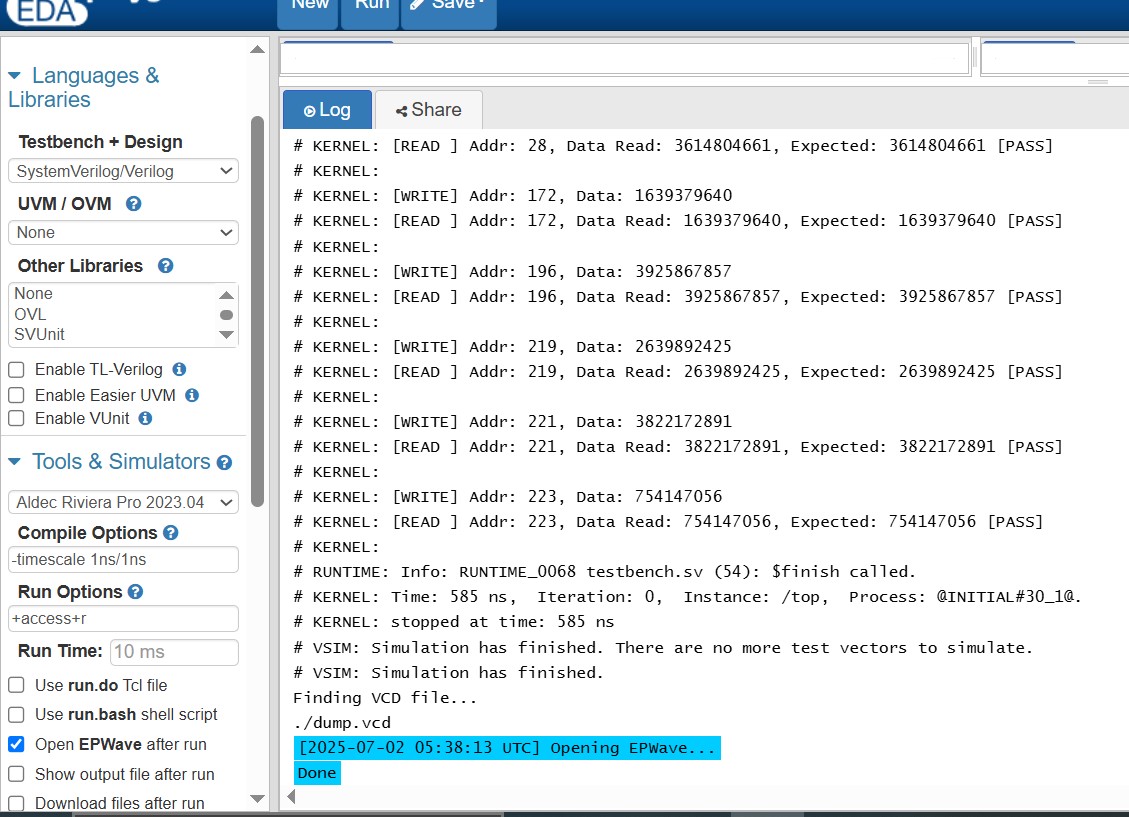 EDA
New
Run
Save
Languages &
Libraries
Testbench + Design
SystemVerilog/Verilog
UVM / OVM
None
Other Libraries
None
OVL
SVUnit
Enable TL-Verilog
Enable Easier UVM
Enable VUnit
Tools & Simulators
Aldec Riviera Pro 2023.04
Compile Options
-timescale 1ns/1ns
Run Options
+access+r
Run Time: 10 ms
Use run.do Tcl file
Use run.bash shell script
Open EPWave after run
Show output file after run
Download files after run
Log
Share
# KERNEL: [READ ] Addr: 28, Data Read: 3614804661, Expected: 3614804661 [PASS]
# KERNEL:
# KERNEL: [WRITE] Addr: 172, Data: 1639379640
# KERNEL: [READ ] Addr: 172, Data Read: 1639379640, Expected: 1639379640 [PASS]
# KERNEL:
# KERNEL: [WRITE] Addr: 196, Data: 3925867857
# KERNEL: [READ ] Addr: 196, Data Read: 3925867857, Expected: 3925867857 [PASS]
# KERNEL:
# KERNEL: [WRITE] Addr: 219, Data: 2639892425
# KERNEL: [READ ] Addr: 219, Data Read: 2639892425, Expected: 2639892425 [PASS]
# KERNEL:
# KERNEL: [WRITE] Addr: 221, Data: 3822172891
# KERNEL: [READ ] Addr: 221, Data Read: 3822172891, Expected: 3822172891 [PASS]
# KERNEL:
# KERNEL: [WRITE] Addr: 223, Data: 754147056
# KERNEL: [READ ] Addr: 223, Data Read: 754147056, Expected: 754147056 [PASS]
# KERNEL:
# RUNTIME: Info: RUNTIME_0068 testbench.sv (54): $finish called.
# KERNEL: Time: 585 ns,  Iteration: 0,  Instance: /top,  Process: @INITIAL#30_1@.
# KERNEL: stopped at time: 585 ns
# VSIM: Simulation has finished. There are no more test vectors to simulate.
# VSIM: Simulation has finished.
Finding VCD file...
./dump.vcd
[2025-07-02 05:38:13 UTC] Opening EPWave...
Done